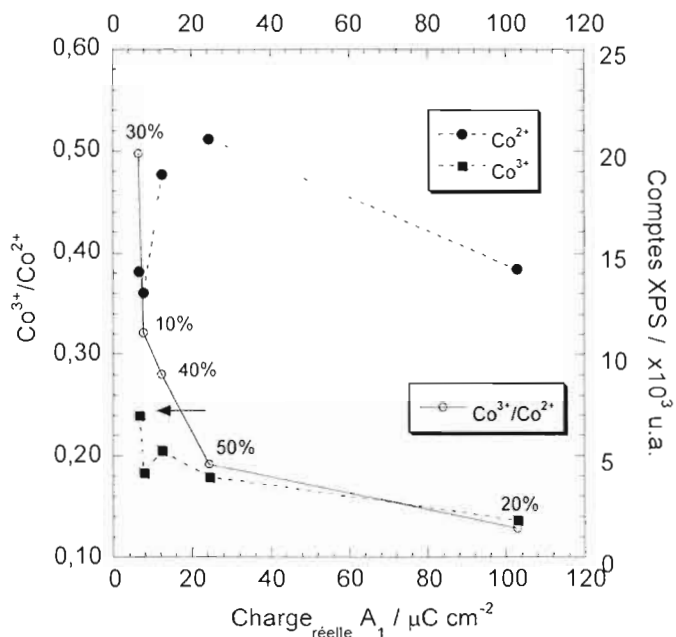 0 20 40 60 80 100 120
0,60
0,50
0,40
0,30
0,20
0,10
Co³⁺/Co²⁺
25
20
15
10
5
0
Comptes XPS / x10³ u.a.
Co²⁺
Co³⁺
Co³⁺/Co²⁺
30%
10%
40%
50%
20%
0 20 40 60 80 100 120
Charge réelle A₁ / μC cm⁻²